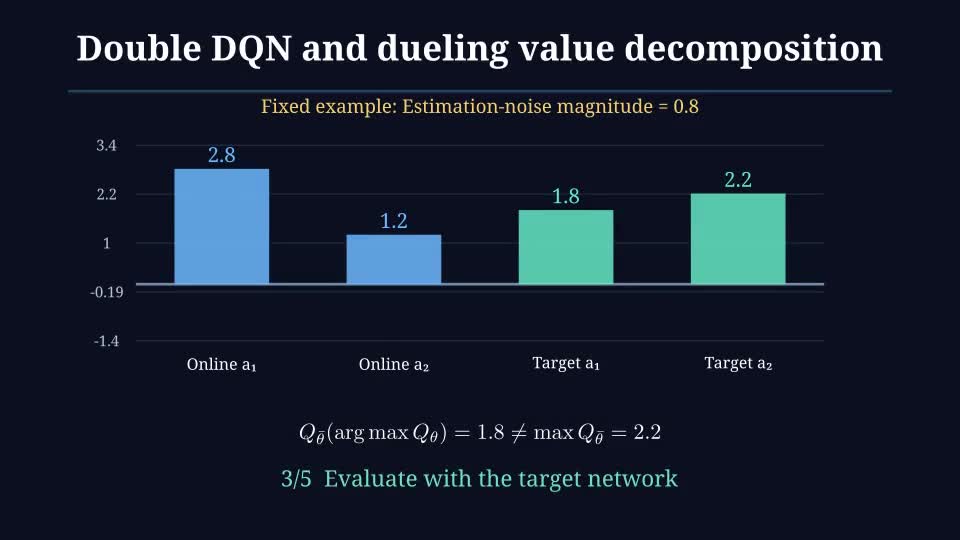 Double DQN and dueling value decomposition
Fixed example: Estimation-noise magnitude = 0.8
3.4
2.2
1
-0.19
-1.4
2.8
1.2
1.8
2.2
Online a₁
Online a₂
Target a₁
Target a₂
Q_θ̄(arg max Q_θ) = 1.8 ≠ max Q_θ̄ = 2.2
3/5 Evaluate with the target network